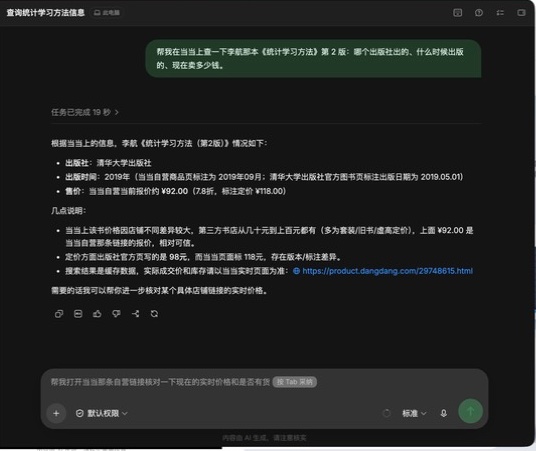 查询统计学习方法信息 此电脑
帮我在当当上查一下李航那本《统计学习方法》第 2 版：哪个出版社出的、什么时候出版
的、现在卖多少钱。
任务已完成 19 秒 >
根据当当上的信息，李航《统计学习方法（第2版）》情况如下：
• 出版社：清华大学出版社
• 出版时间：2019年（当当自营商品页标注为 2019年09月；清华大学出版社官方图书页标注出版日期为 2019.05.01）
• 售价：当当自营当前报价约 ¥92.00（7.8折，标注定价 ¥118.00）
几点说明：
• 当当上该书价格因店铺不同差异较大，第三方书店从几十元到上百元都有（多为套装/旧书/虚高定价），上面 ¥92.00 是
当当自营那条链接的报价，相对可信。
• 定价方面出版社官方页写的是 98元，而当当页面标 118元，存在版本/标注差异。
• 搜索结果是缓存数据，实际成交价和库存请以当当实时页面为准： https://product.dangdang.com/29748615.html
需要的话我可以帮你进一步核对某个具体店铺链接的实时价格。
帮我打开当当那条自营链接核对一下现在的实时价格和是否有货 按 Tab 采纳
默认权限 标准
内容由 AI 生成，请注意核实